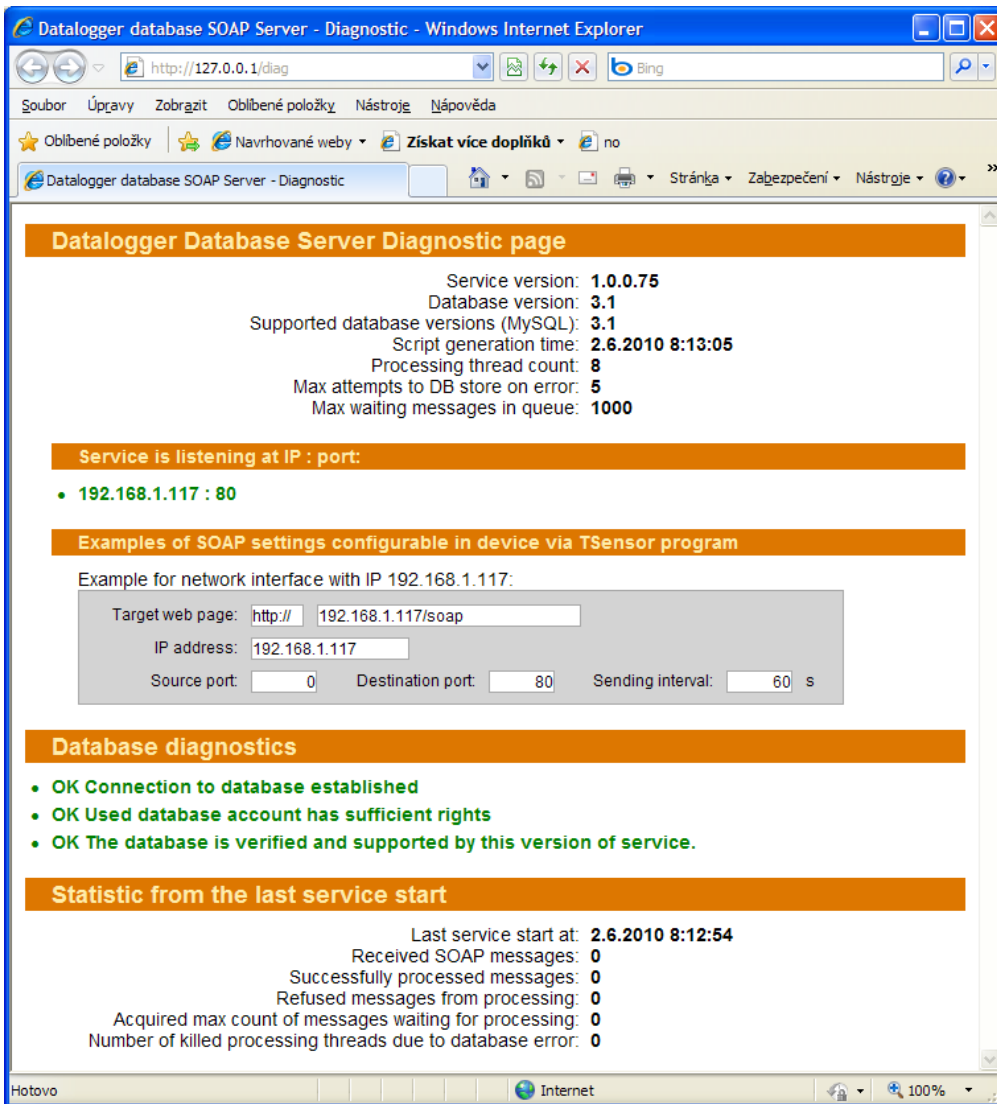 Datalogger database SOAP Server - Diagnostic - Windows Internet Explorer
http://127.0.0.1/diag Bing
Soubor Úpravy Zobrazit Oblíbené položky Nástroje Nápověda
Oblíbené položky Navrhované weby Získat více doplňků no
Datalogger database SOAP Server - Diagnostic Stránka Zabezpečení Nástroje »
Datalogger Database Server Diagnostic page
Service version: 1.0.0.75
Database version: 3.1
Supported database versions (MySQL): 3.1
Script generation time: 2.6.2010 8:13:05
Processing thread count: 8
Max attempts to DB store on error: 5
Max waiting messages in queue: 1000
Service is listening at IP : port:
• 192.168.1.117 : 80
Examples of SOAP settings configurable in device via TSensor program
Example for network interface with IP 192.168.1.117:
Target web page: http:// 192.168.1.117/soap
IP address: 192.168.1.117
Source port: 0 Destination port: 80 Sending interval: 60 s
Database diagnostics
• OK Connection to database established
• OK Used database account has sufficient rights
• OK The database is verified and supported by this version of service.
Statistic from the last service start
Last service start at: 2.6.2010 8:12:54
Received SOAP messages: 0
Successfully processed messages: 0
Refused messages from processing: 0
Acquired max count of messages waiting for processing: 0
Number of killed processing threads due to database error: 0
Hotovo Internet 100%